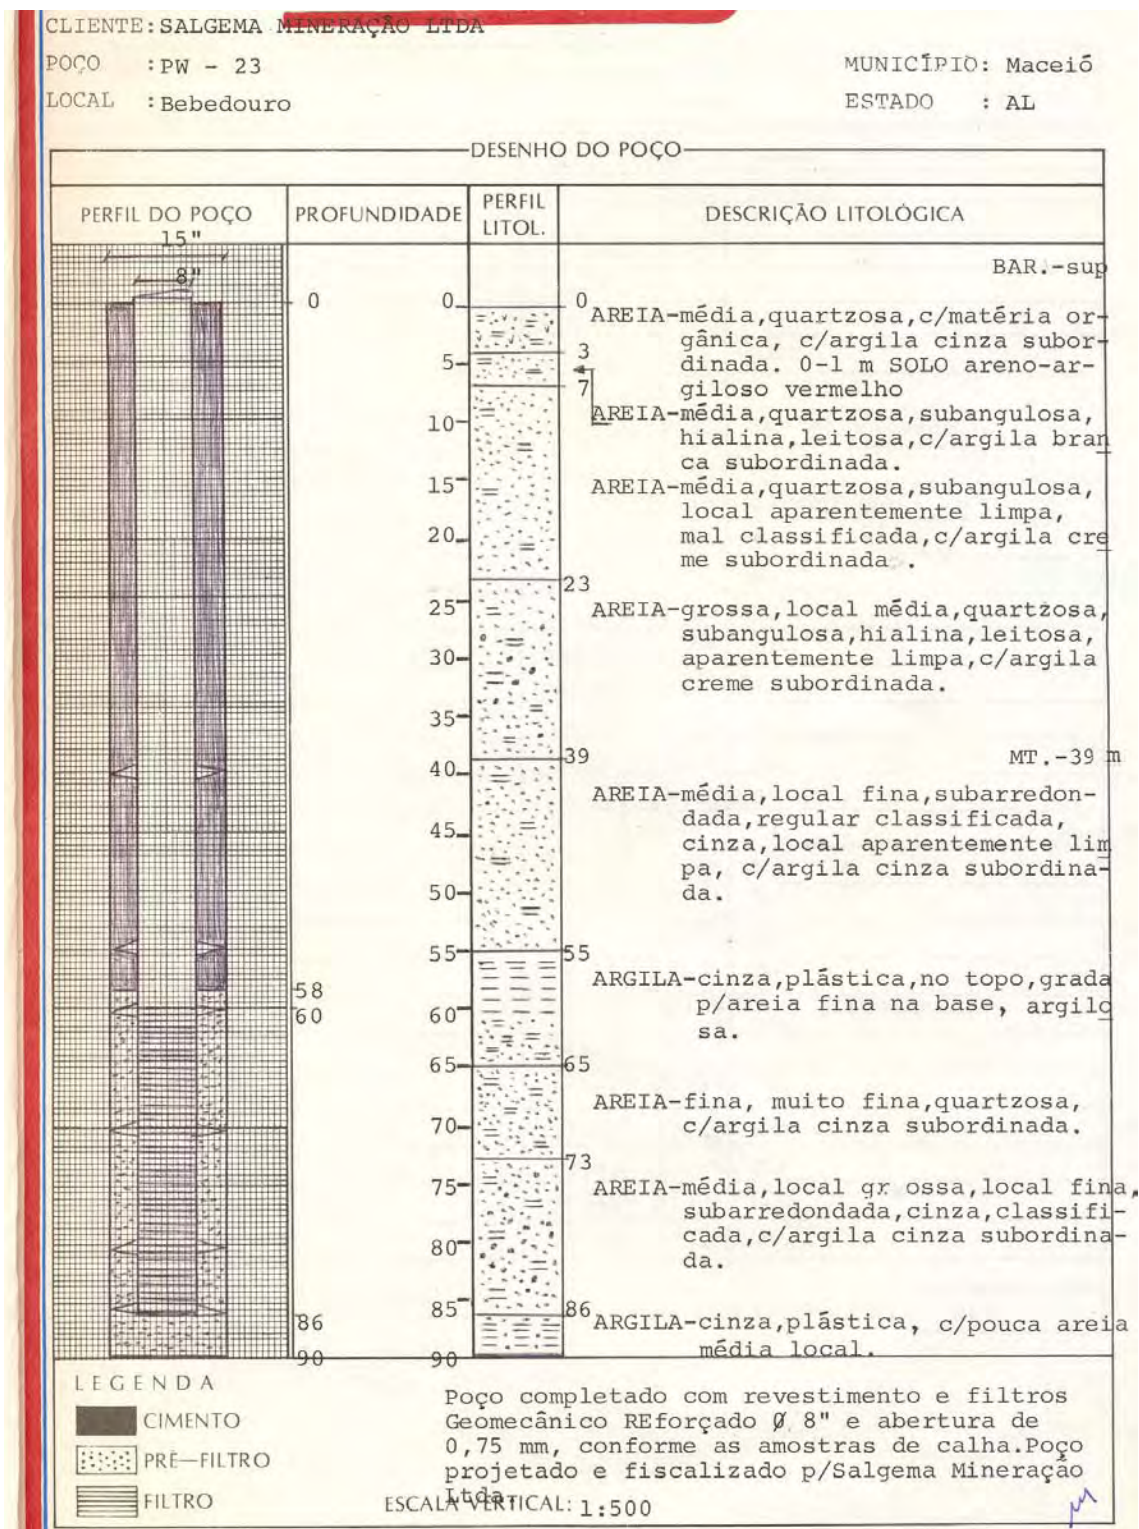 CLIENTE:SALGEMA MINERAÇÃO LTDA
POÇO :PW - 23
MUNICÍPIO: Maceió
LOCAL :Bebedouro
ESTADO : AL
DESENHO DO POÇO
PERFIL DO POÇO
PROFUNDIDADE
PERFIL LITOL.
DESCRIÇÃO LITOLÓGICA
15"
8"
BAR.-sup
0 0 0
AREIA-média,quartzosa,c/matéria or-
gânica, c/argila cinza subor-
3
dinada. 0-1 m SOLO areno-ar-
5
giloso vermelho
7
AREIA-média,quartzosa,subangulosa,
10
hialina,leitosa,c/argila bran
ca subordinada.
15
AREIA-média,quartzosa,subangulosa,
local aparentemente limpa,
20
mal classificada,c/argila cre
me subordinada .
23
25
AREIA-grossa,local média,quartzosa,
subangulosa,hialina,leitosa,
30
aparentemente limpa,c/argila
creme subordinada.
35
39
MT.-39 m
40
AREIA-média,local fina,subarredon-
dada,regular classificada,
45
cinza,local aparentemente lim
pa, c/argila cinza subordina-
50
da.
55 55
ARGILA-cinza,plástica,no topo,grada
58
p/areia fina na base, argilo
60 60
sa.
65 65
AREIA-fina, muito fina,quartzosa,
70
c/argila cinza subordinada.
73
75
AREIA-média,local gr ossa,local fina,
subarredondada,cinza,classifi-
cada,c/argila cinza subordina-
80
da.
85
86 86
ARGILA-cinza,plástica, c/pouca areia
média local.
90 90
LEGENDA
CIMENTO
PRÉ—FILTRO
FILTRO
Poço completado com revestimento e filtros
Geomecânico REforçado Ø 8" e abertura de
0,75 mm, conforme as amostras de calha.Poço
projetado e fiscalizado p/Salgema Mineração
Ltda.
ESCALA VERTICAL: 1:500